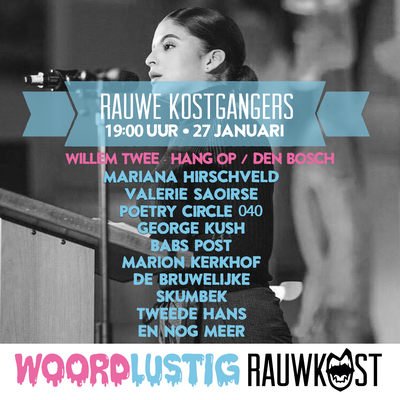 RAUWE KOSTGANGERS
19:00 UUR • 27 JANUARI
WILLEM TWEE - HANG OP / DEN BOSCH
MARIANA HIRSCHVELD
VALERIE SAOIRSE
POETRY CIRCLE 040
GEORGE KUSH
BABS POST
MARION KERKHOF
DE BRUWELIJKE
SKUMBEK
TWEEDE HANS
EN NOG MEER
WOORDLUSTIG RAUWKOST